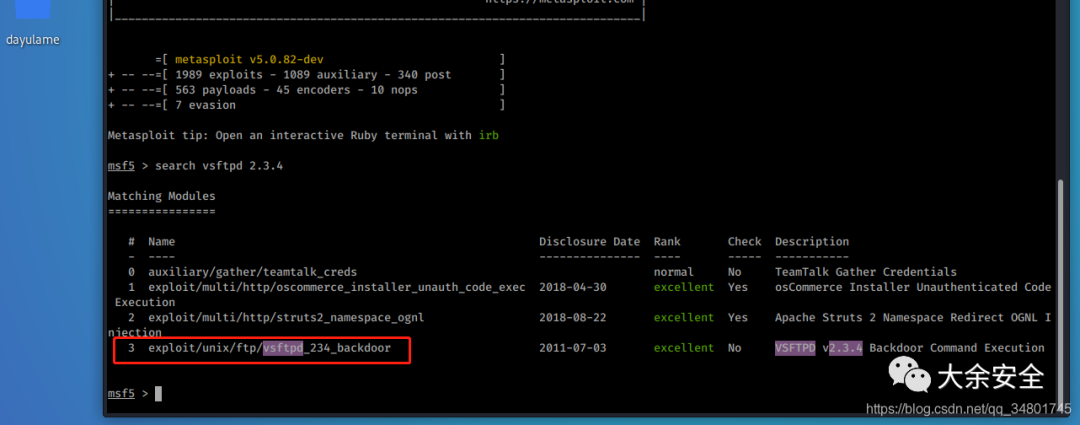 dayulame
https://metasploit.com |
|______________________________________________________________________________|
=[ metasploit v5.0.82-dev ]
+ -- --=[ 1989 exploits - 1089 auxiliary - 340 post ]
+ -- --=[ 563 payloads - 45 encoders - 10 nops ]
+ -- --=[ 7 evasion ]
Metasploit tip: Open an interactive Ruby terminal with irb
msf5 > search vsftpd 2.3.4
Matching Modules
================
# Name Disclosure Date Rank Check Description
- ---- --------------- ---- ----- -----------
0 auxiliary/gather/teamtalk_creds normal No TeamTalk Gather Credentials
1 exploit/multi/http/oscommerce_installer_unauth_code_exec 2018-04-30 excellent Yes osCommerce Installer Unauthenticated Code
Execution
2 exploit/multi/http/struts2_namespace_ognl 2018-08-22 excellent Yes Apache Struts 2 Namespace Redirect OGNL I
njection
3 exploit/unix/ftp/vsftpd_234_backdoor 2011-07-03 excellent No VSFTPD v2.3.4 Backdoor Command Execution
msf5 >
大余安全
https://blog.csdn.net/qq_34801745